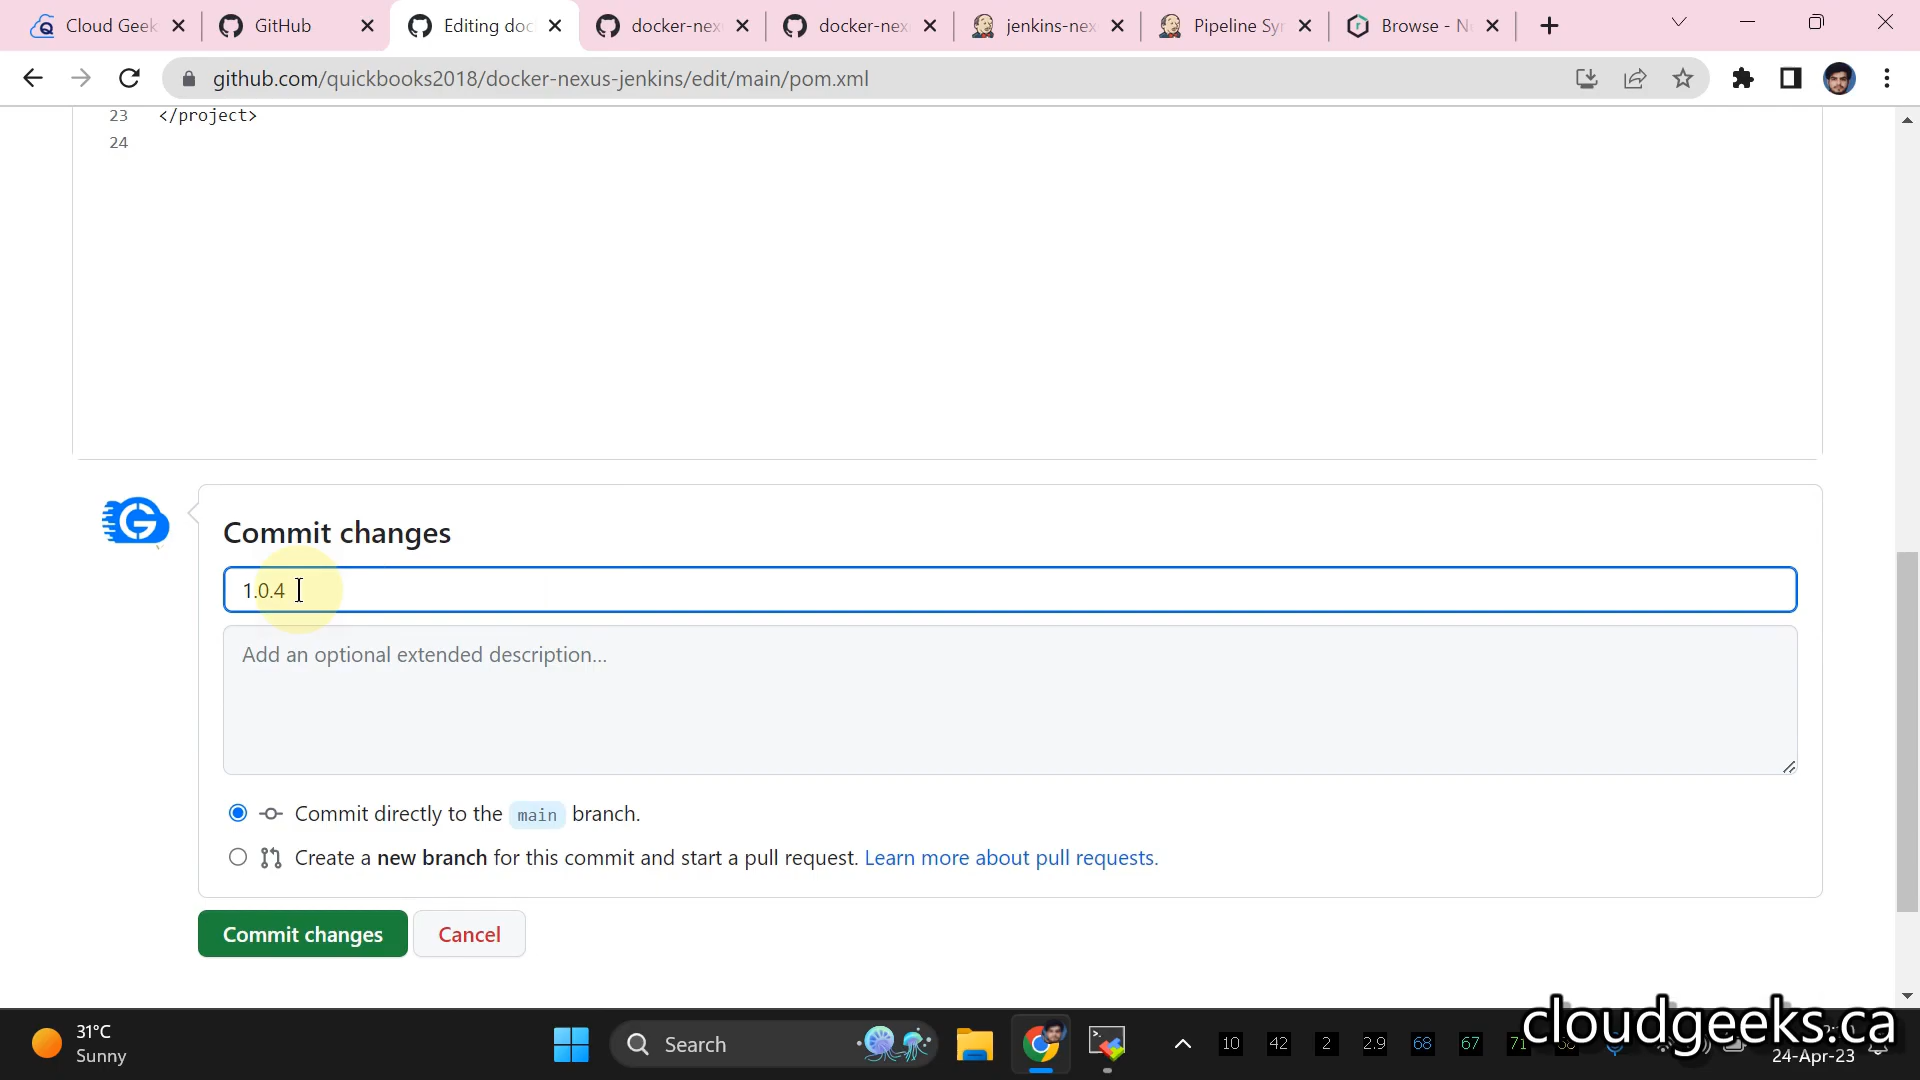 Cloud Geek
GitHub
Editing doc
docker-nex
docker-nex
jenkins-nex
Pipeline Syn
Browse - N
github.com/quickbooks2018/docker-nexus-jenkins/edit/main/pom.xml
23 </project>
24
Commit changes
1.0.4
Add an optional extended description...
Commit directly to the main branch.
Create a new branch for this commit and start a pull request. Learn more about pull requests.
Commit changes
Cancel
cloudgeeks.ca
31°C
Sunny
Search
10 42 2 2.9 68 67 71
24-Apr-23